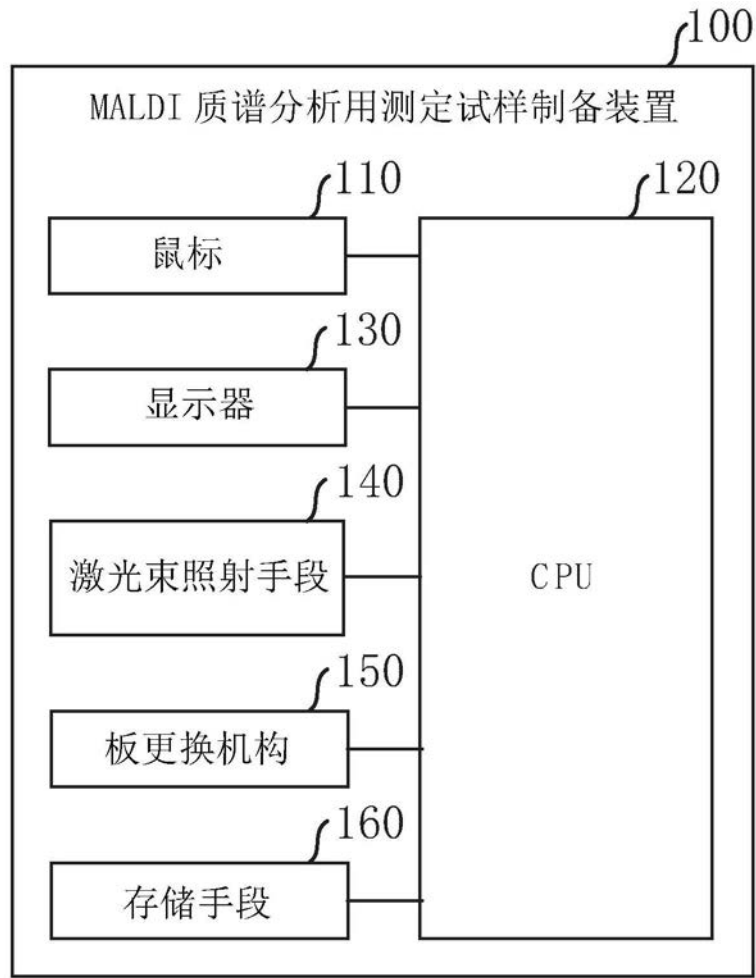 100
MALDI 质谱分析用测定试样制备装置
110
120
鼠标
130
显示器
140
激光束照射手段
CPU
150
板更换机构
160
存储手段